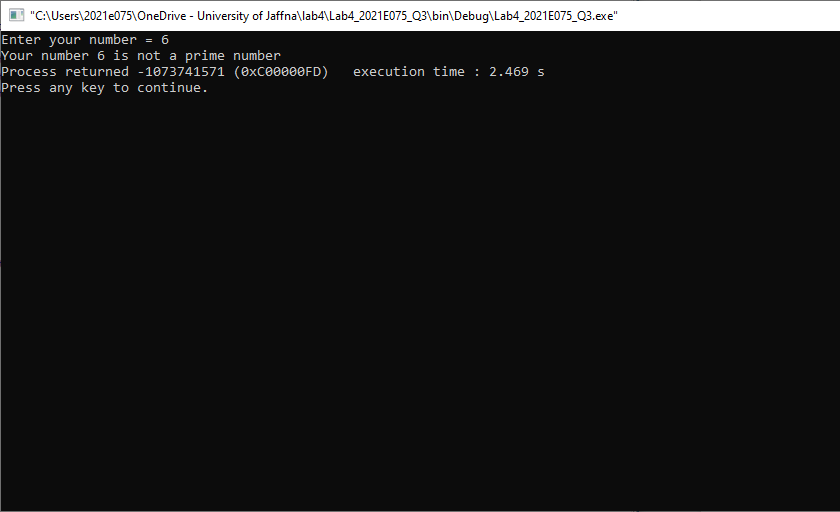 "C:\Users\2021e075\OneDrive - University of Jaffna\lab4\Lab4_2021E075_Q3\bin\Debug\Lab4_2021E075_Q3.exe"
Enter your number = 6
Your number 6 is not a prime number
Process returned -1073741571 (0xC00000FD)   execution time : 2.469 s
Press any key to continue.